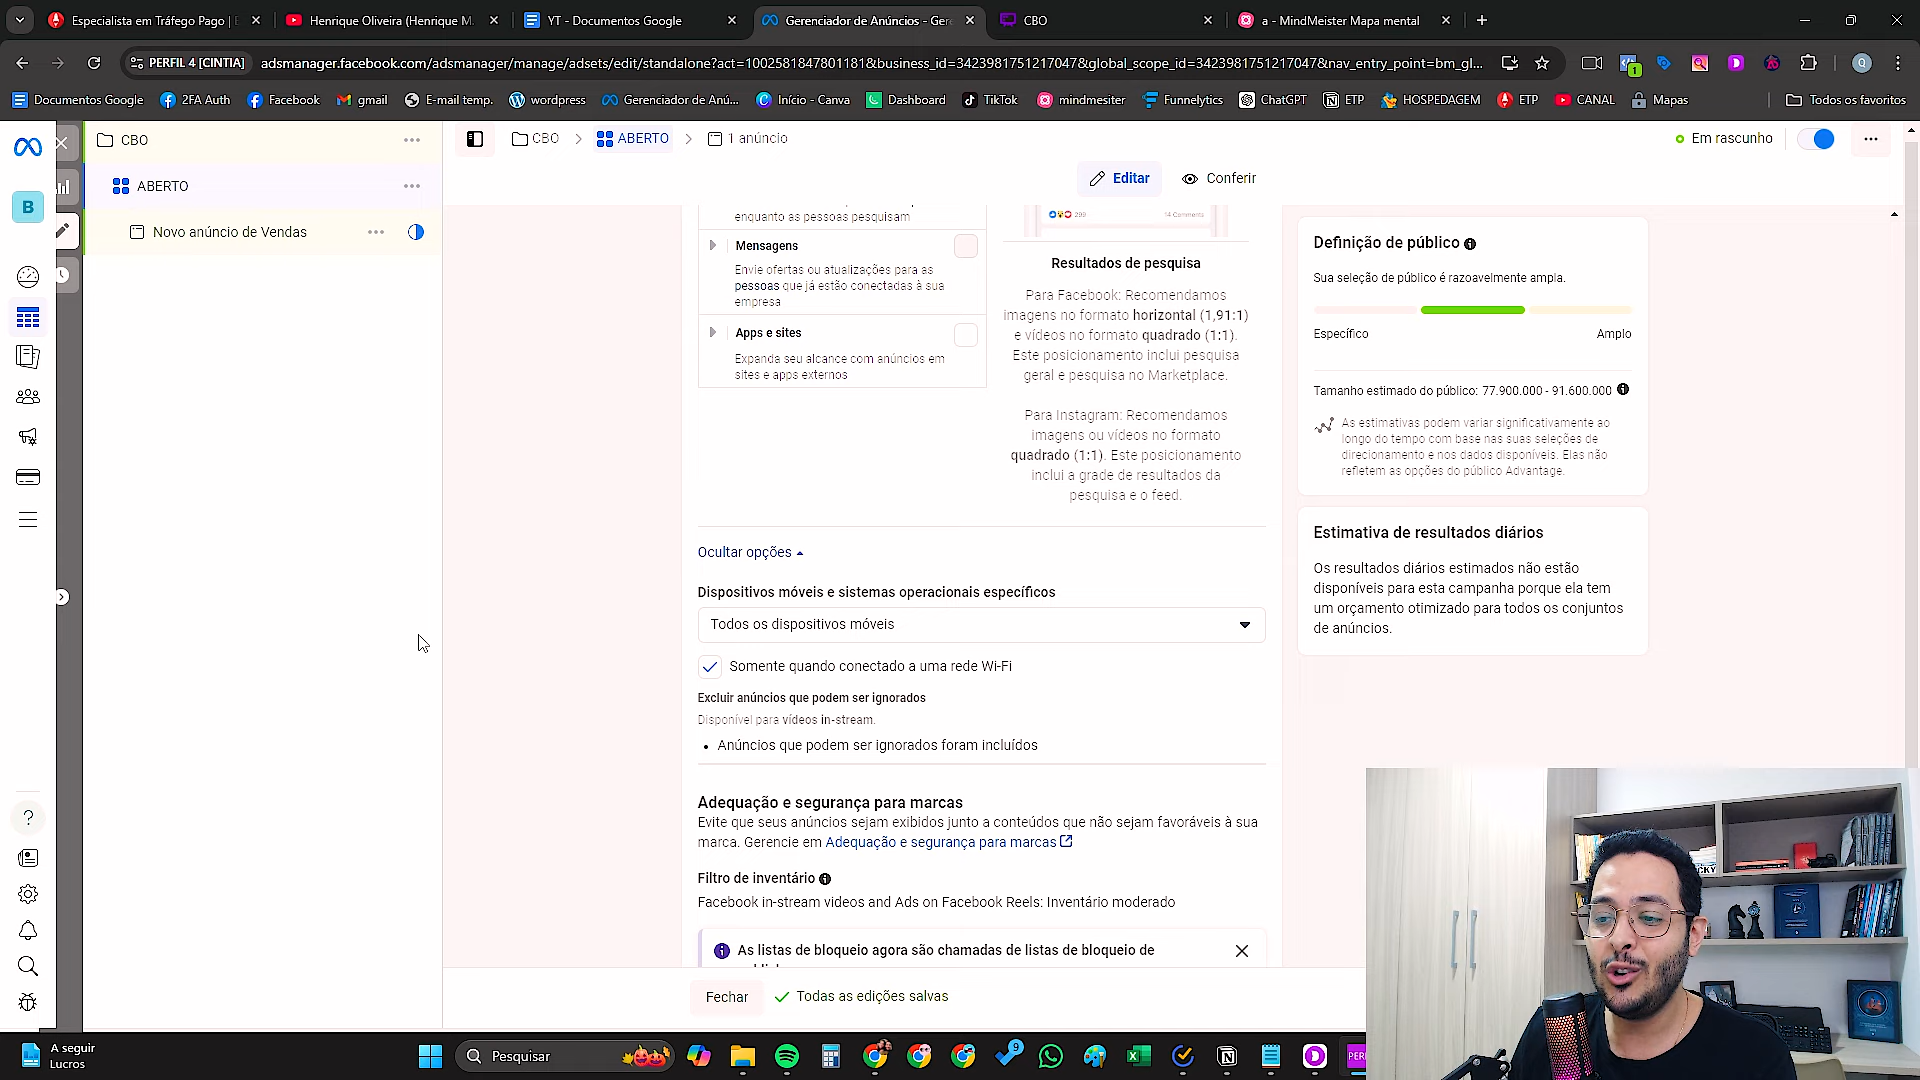 Especialista em Tráfego Pago |
Henrique Oliveira (Henrique M
YT - Documentos Google
Gerenciador de Anúncios - Ger
CBO
a - MindMeister Mapa mental
PERFIL 4 [CINTIA]
adsmanager.facebook.com/adsmanager/manage/adsets/edit/standalone?act=1002581847801181&business_id=3423981751217047&global_scope_id=3423981751217047&nav_entry_point=bm_gl...
1
Q
Documentos Google
2FA Auth
Facebook
gmail
E-mail temp.
wordpress
Gerenciador de Anú...
Início - Canva
Dashboard
TikTok
mindmesiter
Funnelytics
ChatGPT
ETP
HOSPEDAGEM
ETP
CANAL
Mapas
Todos os favoritos
CBO
CBO
ABERTO
1 anúncio
Em rascunho
Editar
Conferir
B
ABERTO
Novo anúncio de Vendas
enquanto as pessoas pesquisam
Mensagens
Envie ofertas ou atualizações para as
pessoas que já estão conectadas à sua
empresa
Apps e sites
Expanda seu alcance com anúncios em
sites e apps externos
299
14 Comments
Resultados de pesquisa
Para Facebook: Recomendamos
imagens no formato horizontal (1,91:1)
e vídeos no formato quadrado (1:1).
Este posicionamento inclui pesquisa
geral e pesquisa no Marketplace.
Para Instagram: Recomendamos
imagens ou vídeos no formato
quadrado (1:1). Este posicionamento
inclui a grade de resultados da
pesquisa e o feed.
Ocultar opções
Dispositivos móveis e sistemas operacionais específicos
Todos os dispositivos móveis
Somente quando conectado a uma rede Wi-Fi
Excluir anúncios que podem ser ignorados
Disponível para vídeos in-stream.
• Anúncios que podem ser ignorados foram incluídos
Adequação e segurança para marcas
Evite que seus anúncios sejam exibidos junto a conteúdos que não sejam favoráveis à sua
marca. Gerencie em Adequação e segurança para marcas
Filtro de inventário
Facebook in-stream videos and Ads on Facebook Reels: Inventário moderado
As listas de bloqueio agora são chamadas de listas de bloqueio de
Fechar
Todas as edições salvas
Definição de público
Sua seleção de público é razoavelmente ampla.
Específico
Amplo
Tamanho estimado do público: 77.900.000 - 91.600.000
As estimativas podem variar significativamente ao
longo do tempo com base nas suas seleções de
direcionamento e nos dados disponíveis. Elas não
refletem as opções do público Advantage.
Estimativa de resultados diários
Os resultados diários estimados não estão
disponíveis para esta campanha porque ela tem
um orçamento otimizado para todos os conjuntos
de anúncios.
A seguir
Lucros
Pesquisar
9
PERF